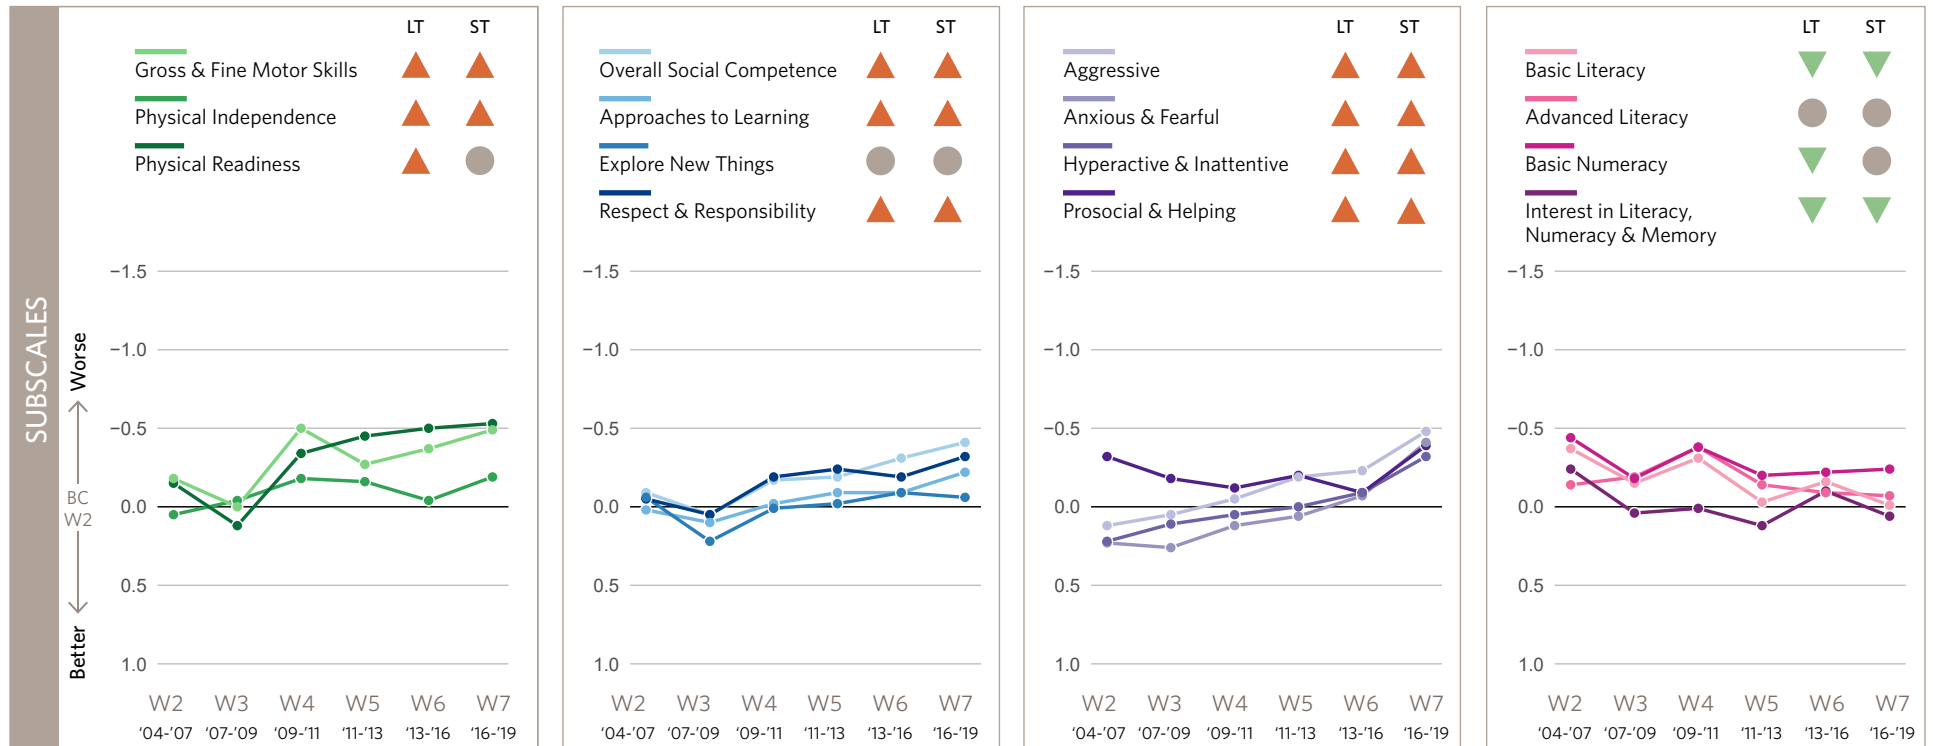 SUBSCALES
Worse
BC
W2
Better
LT ST
Gross & Fine Motor Skills
Physical Independence
Physical Readiness
−1.5
−1.0
−0.5
0.0
0.5
1.0
W2 W3 W4 W5 W6 W7
‘04-’07 ‘07-’09 ‘09-’11 ‘11-’13 ‘13-’16 ‘16-’19
LT ST
Overall Social Competence
Approaches to Learning
Explore New Things
Respect & Responsibility
−1.5
−1.0
−0.5
0.0
0.5
1.0
W2 W3 W4 W5 W6 W7
‘04-’07 ‘07-’09 ‘09-’11 ‘11-’13 ‘13-’16 ‘16-’19
LT ST
Aggressive
Anxious & Fearful
Hyperactive & Inattentive
Prosocial & Helping
−1.5
−1.0
−0.5
0.0
0.5
1.0
W2 W3 W4 W5 W6 W7
‘04-’07 ‘07-’09 ‘09-’11 ‘11-’13 ‘13-’16 ‘16-’19
LT ST
Basic Literacy
Advanced Literacy
Basic Numeracy
Interest in Literacy,
Numeracy & Memory
−1.5
−1.0
−0.5
0.0
0.5
1.0
W2 W3 W4 W5 W6 W7
‘04-’07 ‘07-’09 ‘09-’11 ‘11-’13 ‘13-’16 ‘16-’19